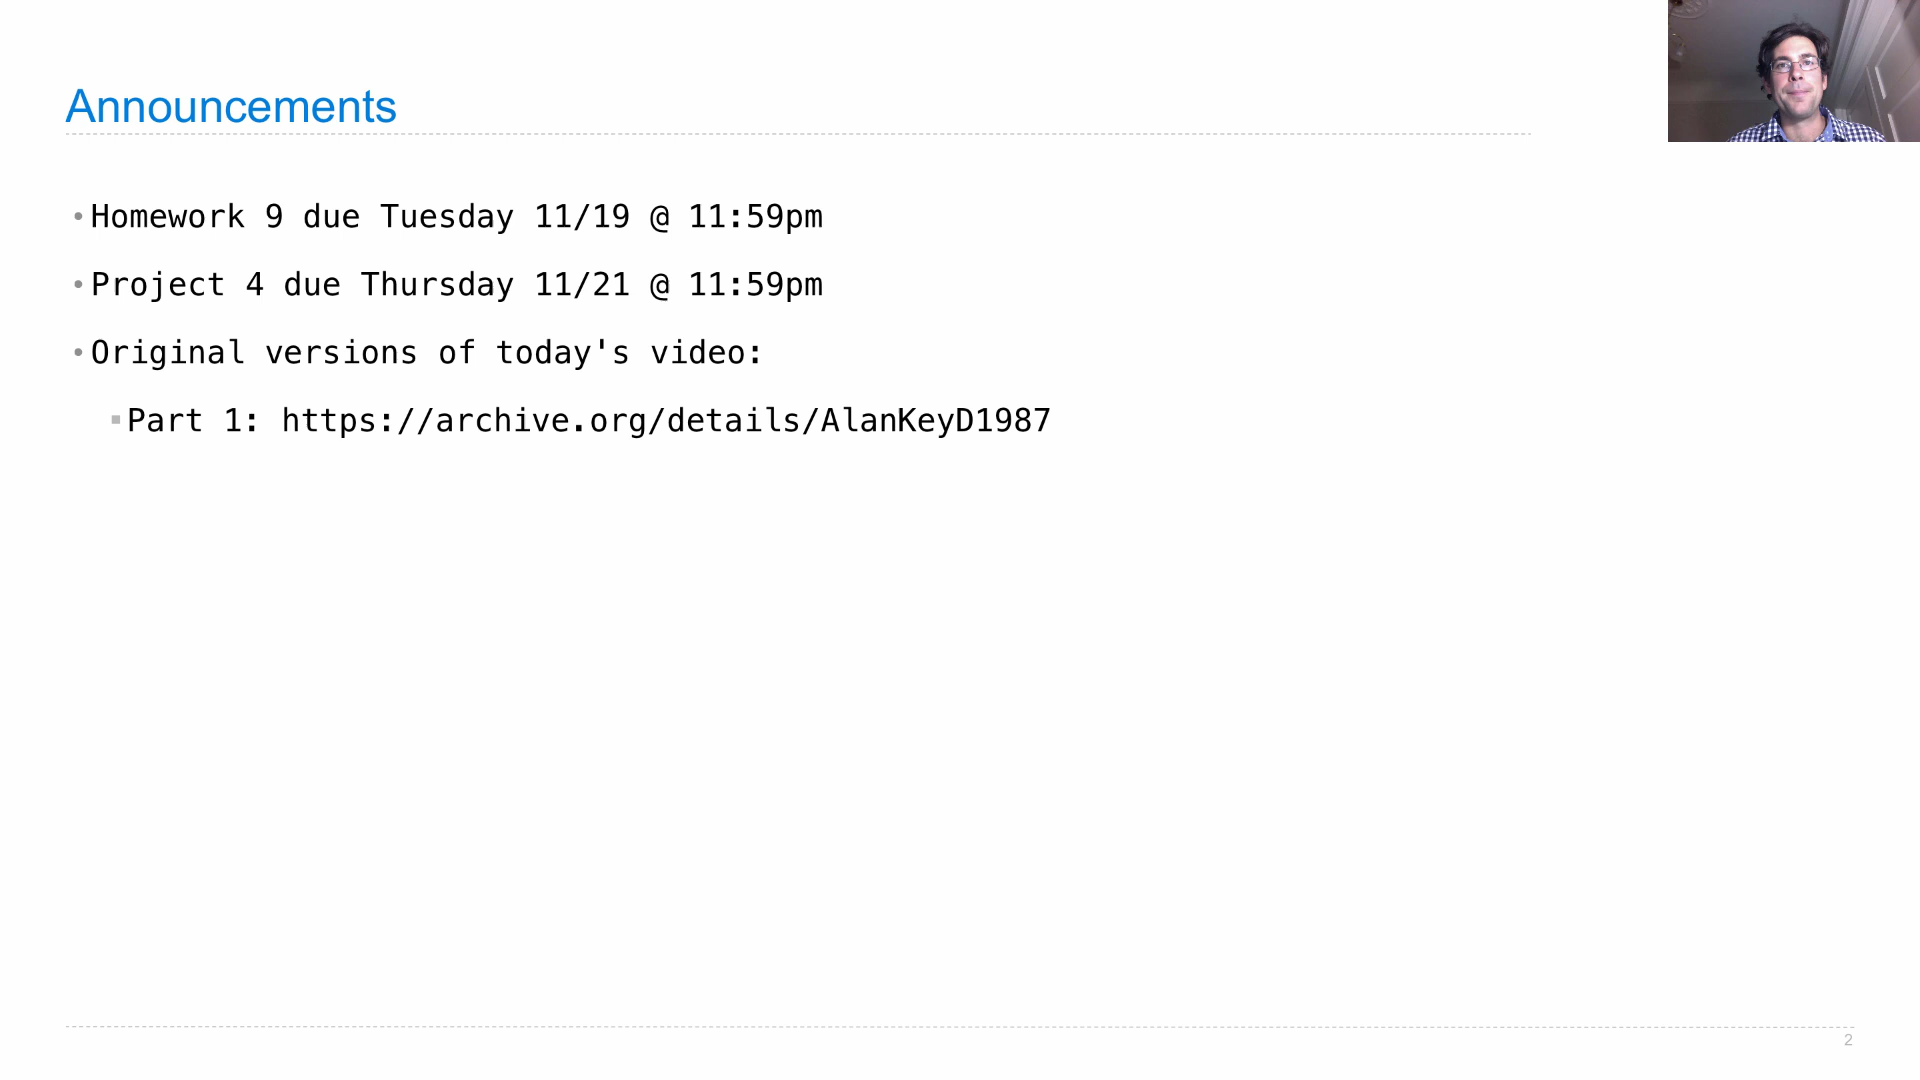 Announcements
•Homework 9 due Tuesday 11/19 @ 11:59pm
•Project 4 due Thursday 11/21 @ 11:59pm
•Original versions of today's video:
▪Part 1: https://archive.org/details/AlanKeyD1987
2